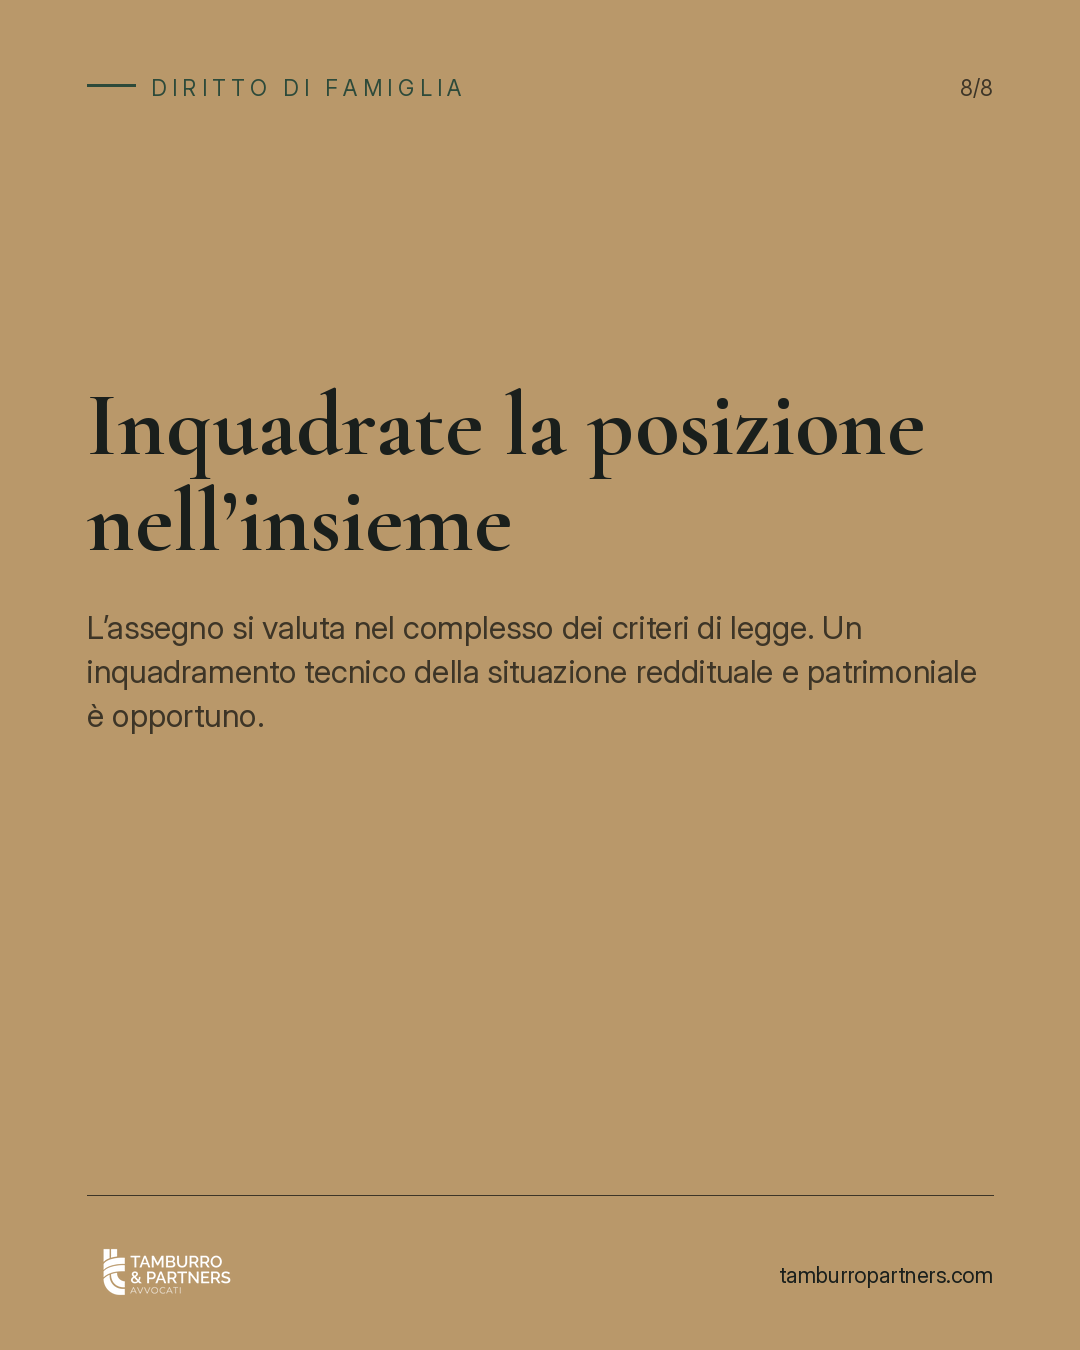 DIRITTO DI FAMIGLIA
8/8
Inquadrate la posizione
nell’insieme
L’assegno si valuta nel complesso dei criteri di legge. Un
inquadramento tecnico della situazione reddituale e patrimoniale
è opportuno.
TAMBURRO
& PARTNERS
AVVOCATI
tamburropartners.com